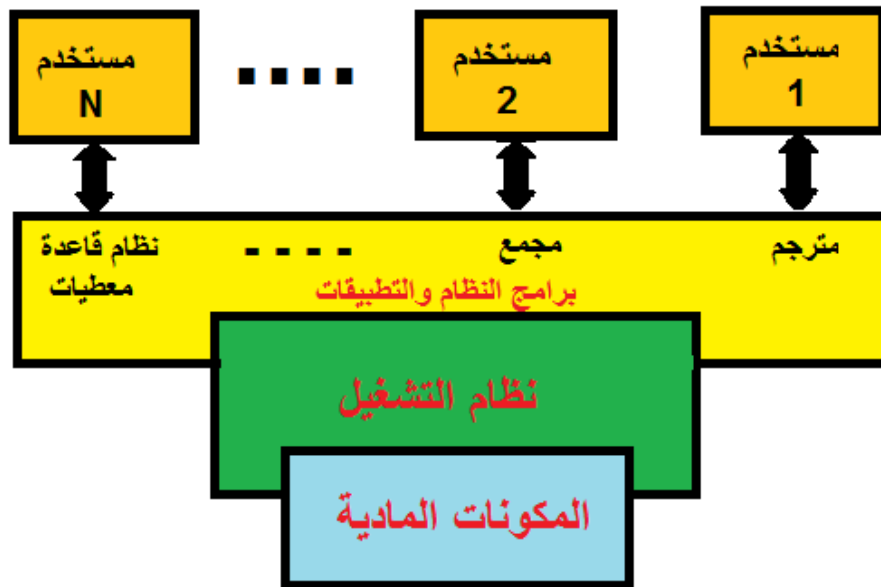 مستخدم
1
مستخدم
2
. . . .
مستخدم
N
مترجم
مجمع
- - - -
نظام قاعدة
معطيات
برامج النظام والتطبيقات
نظام التشغيل
المكونات المادية